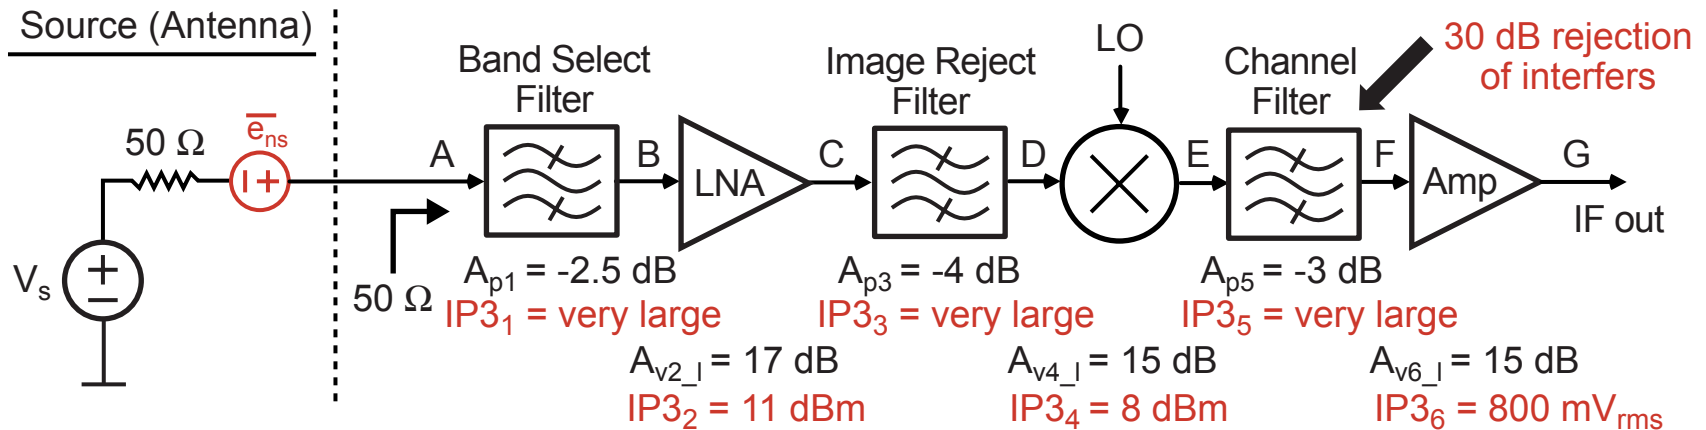 Source (Antenna)
LO
30 dB rejection
of interfers
Band Select
Filter
Image Reject
Filter
Channel
Filter
50 Ω
e̅n̅s̅
A
B
C
D
E
F
G
LNA
Amp
IF out
Vs
50 Ω
Ap1 = -2.5 dB
IP31 = very large
Ap3 = -4 dB
IP33 = very large
Ap5 = -3 dB
IP35 = very large
Av2_l = 17 dB
IP32 = 11 dBm
Av4_l = 15 dB
IP34 = 8 dBm
Av6_l = 15 dB
IP36 = 800 mVrms